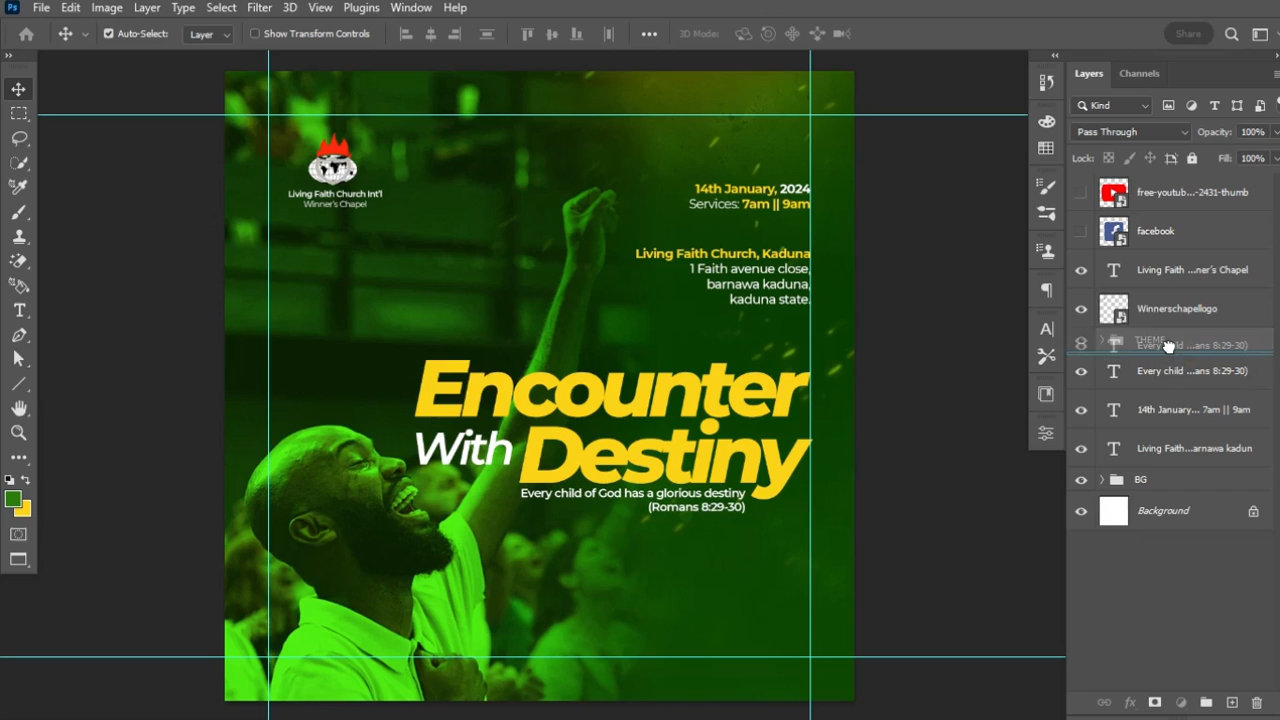 Ps File Edit Image Layer Type Select Filter 3D View Plugins Window Help
Auto-Select: Layer Show Transform Controls 3D Mode: Share
Layers Channels
Kind
Pass Through Opacity: 100%
Lock: Fill: 100%
free-youtub...-2431-thumb
facebook
Living Faith ...ner's Chapel
Winnerschapellogo
THEME
Every child ...ans 8:29-30)
Every child ...ans 8:29-30)
14th January... 7am || 9am
Living Faith...arnawa kadun
BG
Background
Living Faith Church Int'l
Winner's Chapel
14th January, 2024
Services: 7am || 9am
Living Faith Church, Kaduna
1 Faith avenue close,
barnawa kaduna,
kaduna state.
Encounter
With Destiny
Every child of God has a glorious destiny
(Romans 8:29-30)